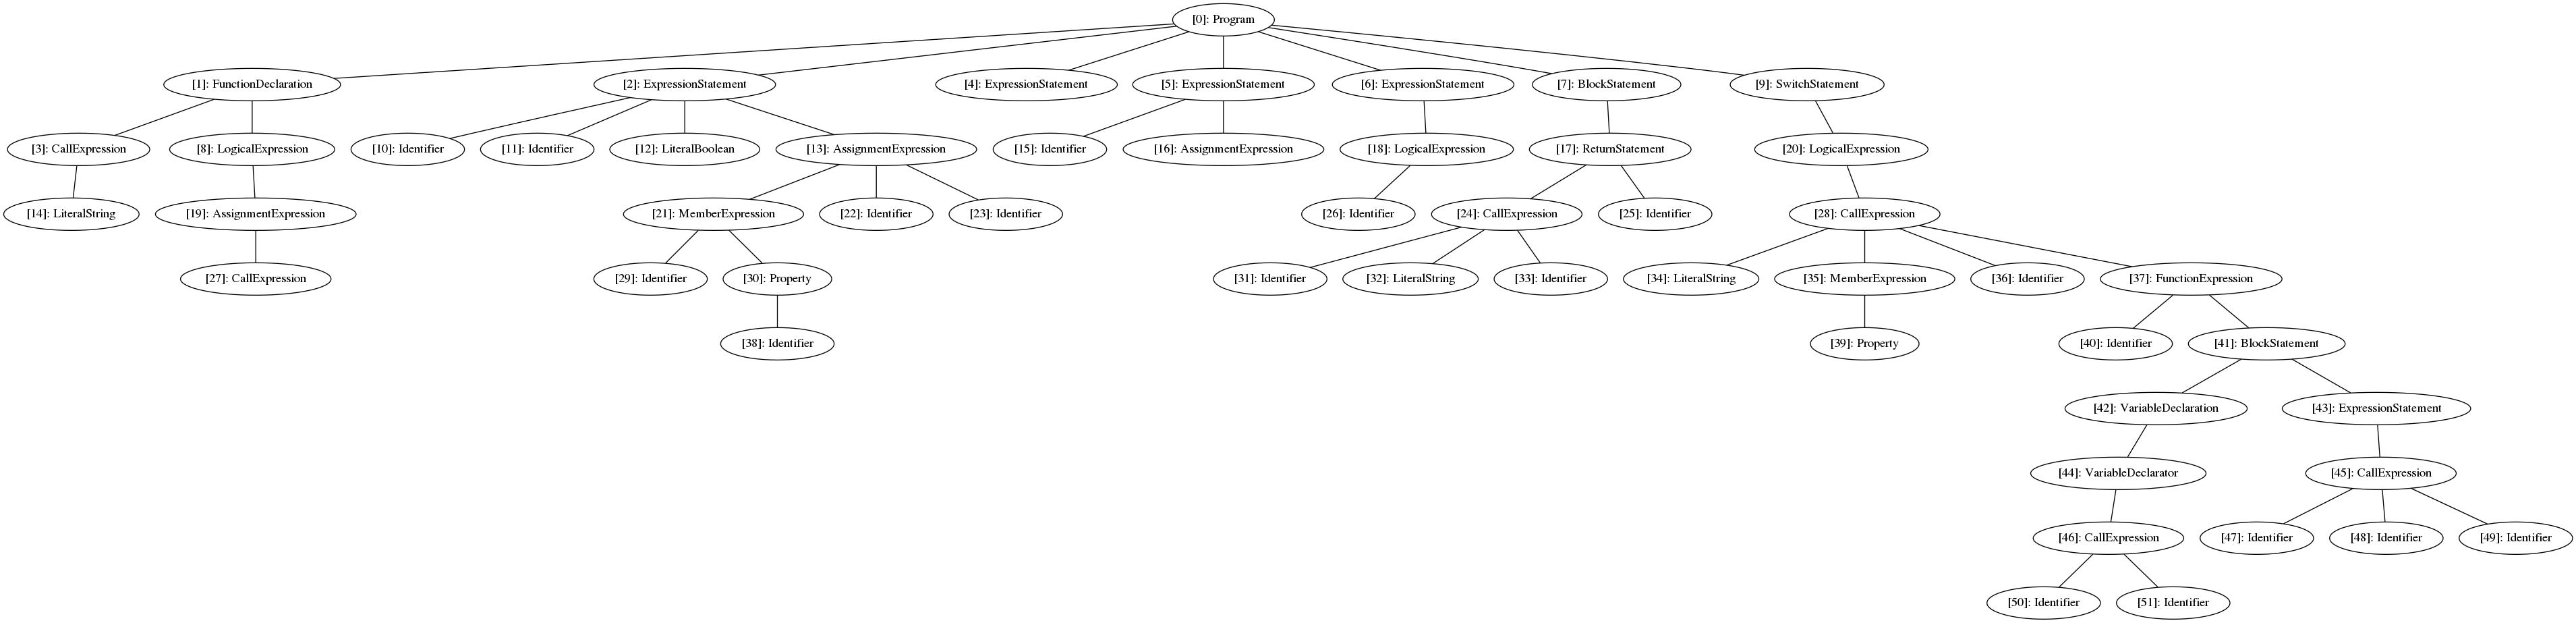 [0]: Program
[1]: FunctionDeclaration
[2]: ExpressionStatement
[4]: ExpressionStatement
[5]: ExpressionStatement
[6]: ExpressionStatement
[7]: BlockStatement
[9]: SwitchStatement
[3]: CallExpression
[8]: LogicalExpression
[10]: Identifier
[11]: Identifier
[12]: LiteralBoolean
[13]: AssignmentExpression
[15]: Identifier
[16]: AssignmentExpression
[18]: LogicalExpression
[17]: ReturnStatement
[20]: LogicalExpression
[14]: LiteralString
[19]: AssignmentExpression
[21]: MemberExpression
[22]: Identifier
[23]: Identifier
[26]: Identifier
[24]: CallExpression
[25]: Identifier
[28]: CallExpression
[27]: CallExpression
[29]: Identifier
[30]: Property
[31]: Identifier
[32]: LiteralString
[33]: Identifier
[34]: LiteralString
[35]: MemberExpression
[36]: Identifier
[37]: FunctionExpression
[38]: Identifier
[39]: Property
[40]: Identifier
[41]: BlockStatement
[42]: VariableDeclaration
[43]: ExpressionStatement
[44]: VariableDeclarator
[45]: CallExpression
[46]: CallExpression
[47]: Identifier
[48]: Identifier
[49]: Identifier
[50]: Identifier
[51]: Identifier